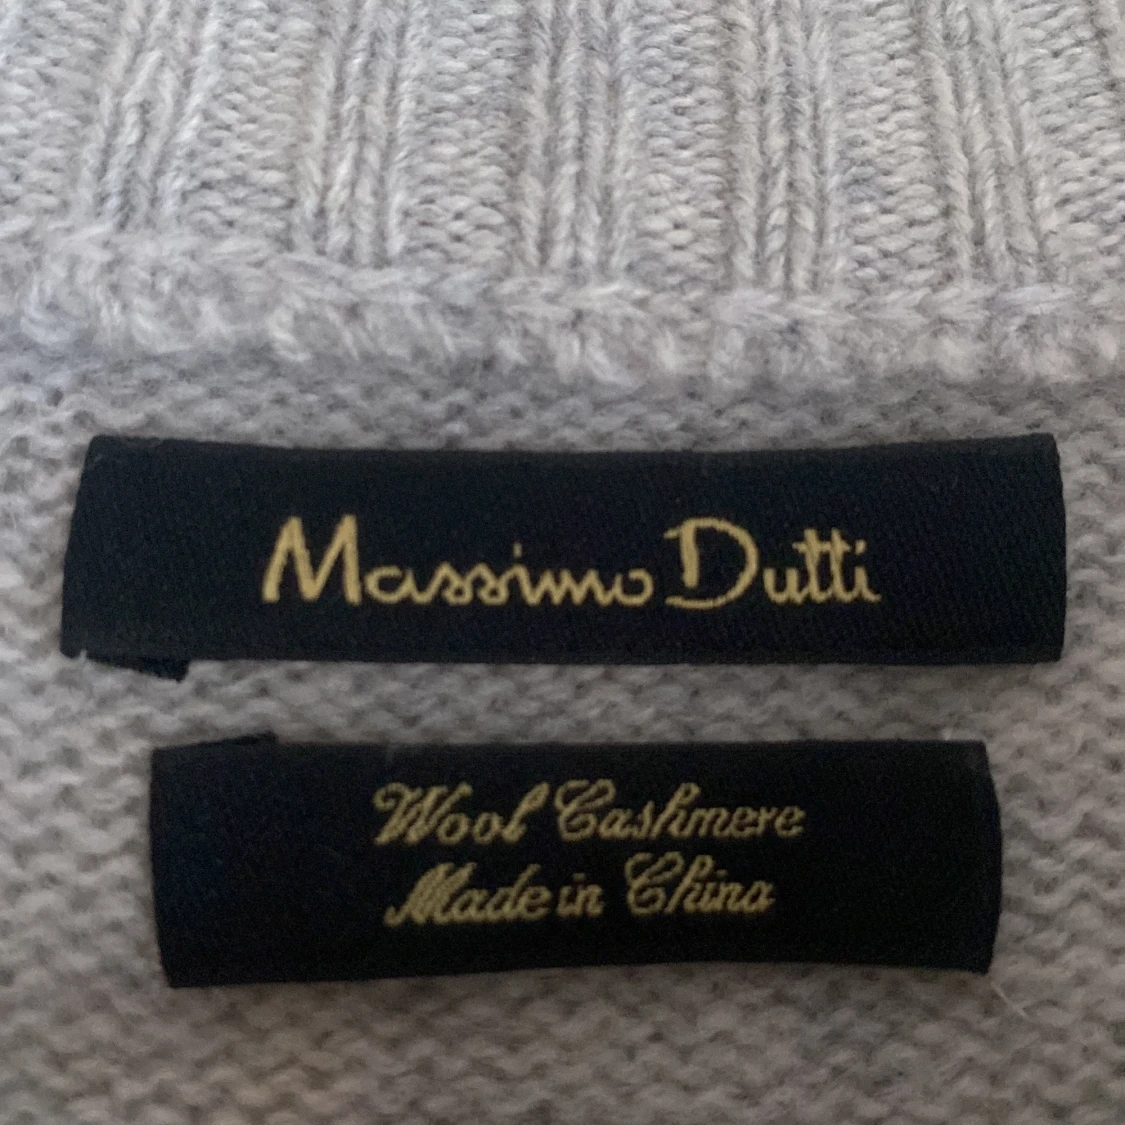 Massimo Dutti
Wool Cashmere
Made in China